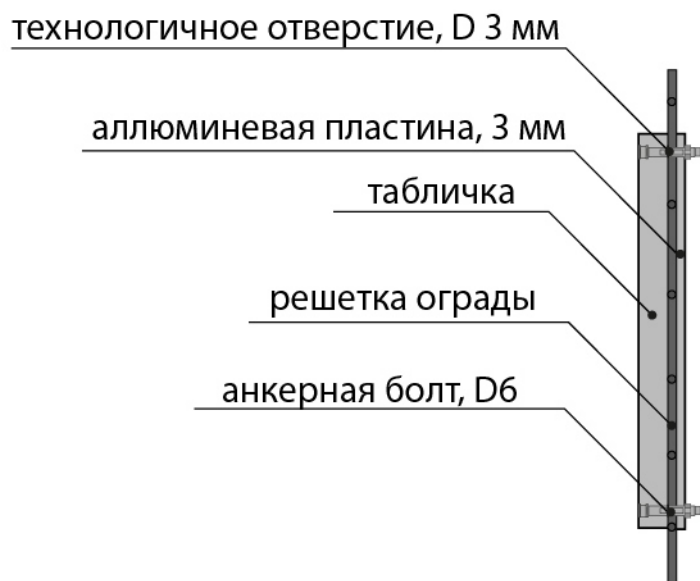 технологичное отверстие, D 3 мм
аллюминевая пластина, 3 мм
табличка
решетка ограды
анкерная болт, D6